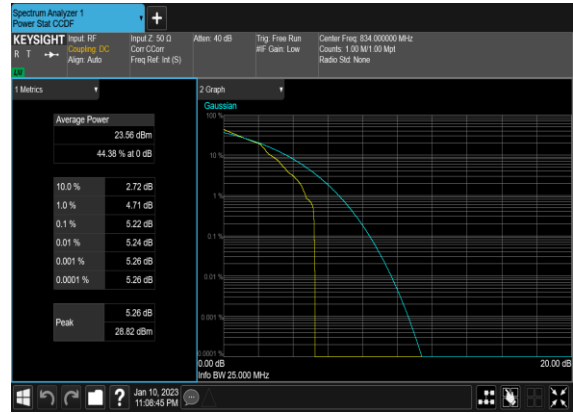 Spectrum Analyzer 1
Power Stat CCDF
+
KEYSIGHT
R T
LXI
Input: RF
Coupling: DC
Align: Auto
Input Z: 50 Ω
Corr CCorr
Freq Ref: Int (S)
Atten: 40 dB
Trig: Free Run
#IF Gain: Low
Center Freq: 834.000000 MHz
Counts: 1.00 M/1.00 Mpt
Radio Std: None
1 Metrics
Average Power
23.56 dBm
44.38 % at 0 dB
10.0 % 2.72 dB
1.0 % 4.71 dB
0.1 % 5.22 dB
0.01 % 5.24 dB
0.001 % 5.26 dB
0.0001 % 5.26 dB
Peak
5.26 dB
28.82 dBm
2 Graph
Gaussian
100 %
10 %
1 %
0.1 %
0.01 %
0.001 %
0.0001 %
0.00 dB
20.00 dB
Info BW 25.000 MHz
?
Jan 10, 2023
11:08:45 PM